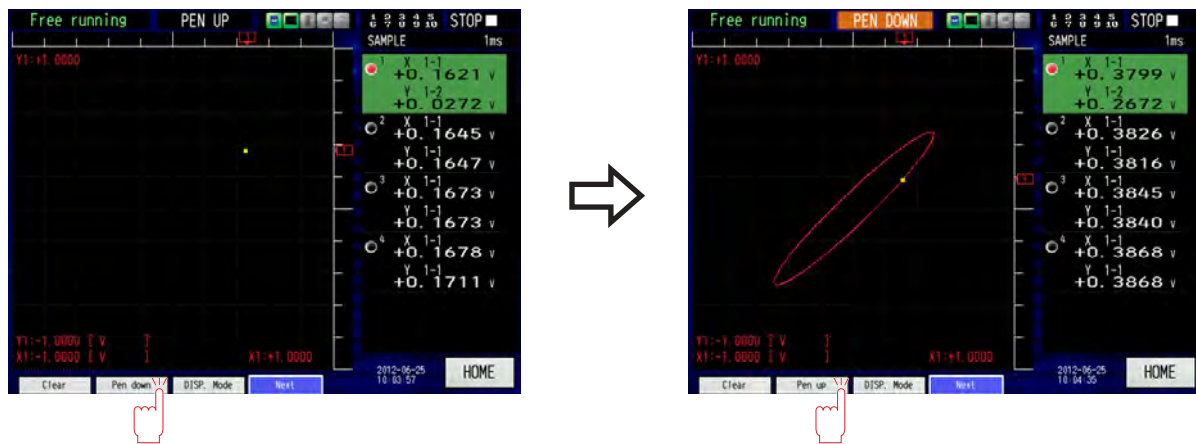 Free running PEN UP 1 2 3 4 5 6 7 8 9 10 STOP
1
SAMPLE 1ms
Y1:+1.0000
1 X 1-1
+0.1621 V
Y 1-2
+0.0272 V
2 X 1-1
+0.1645 V
Y 1-1
+0.1647 V
1
3 X 1-1
+0.1673 V
Y 1-1
+0.1673 V
4 X 1-1
+0.1678 V
Y 1-1
+0.1711 V
Y1:-1.0000 [ V ]
X1:-1.0000 [ V ] X1:+1.0000
2012-06-25
10:03:57
HOME
Clear Pen down DISP. Mode Next
Free running PEN DOWN 1 2 3 4 5 6 7 8 9 10 STOP
1
SAMPLE 1ms
Y1:+1.0000
1 X 1-1
+0.3799 V
Y 1-2
+0.2672 V
2 X 1-1
+0.3826 V
Y 1-1
+0.3816 V
1
3 X 1-1
+0.3845 V
Y 1-1
+0.3840 V
4 X 1-1
+0.3868 V
Y 1-1
+0.3868 V
Y1:-1.0000 [ V ]
X1:-1.0000 [ V ] X1:+1.0000
2012-06-25
10:04:35
HOME
Clear Pen up DISP. Mode Next